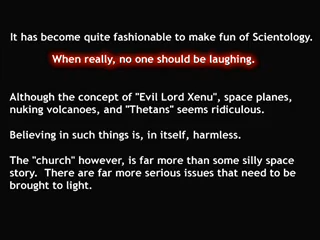 It has become quite fashionable to make fun of Scientology.
When really, no one should be laughing.
Although the concept of "Evil Lord Xenu", space planes,
nuking volcanoes, and "Thetans" seems ridiculous.
Believing in such things is, in itself, harmless.
The "church" however, is far more than some silly space
story.  There are far more serious issues that need to be
brought to light.